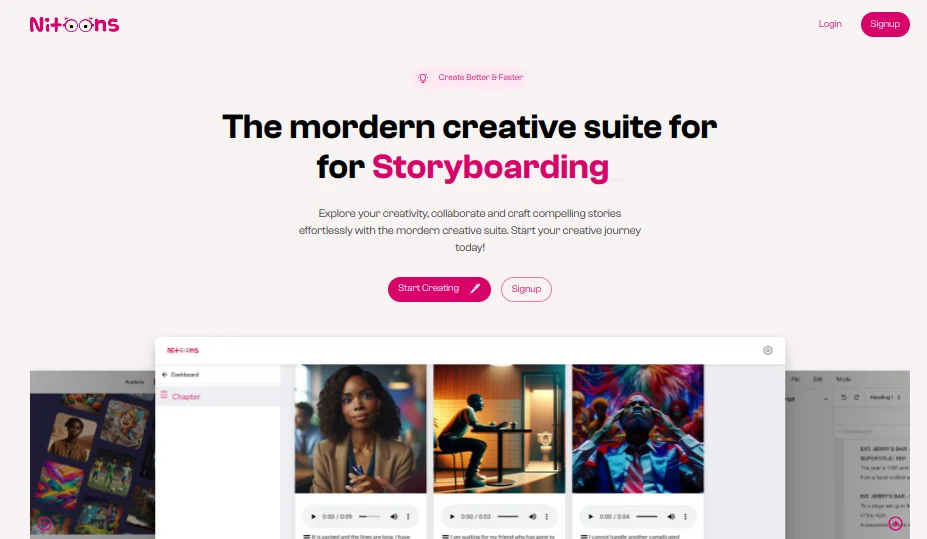 Nitoons
Login
Signup
Create Better & Faster
The mordern creative suite for
for Storyboarding
Explore your creativity, collaborate and craft compelling stories
effortlessly with the mordern creative suite. Start your creative journey
today!
Start Creating
Signup
Nitoons
Dashboard
Chapter
Academy
File Edit Mode
Heading 1
EXT. JERRY'S BAR -
SUPERTITLE: 1981
The year is 1981 and
from a hand crafted
INT. JERRY'S BAR -
To a stage set up in
of the night
0:00 / 0:09
0:00 / 0:03
0:00 / 0:04
It is packed and the lines are long. I have
I am waiting for my friend who has gone to
I cannot handle another complicated